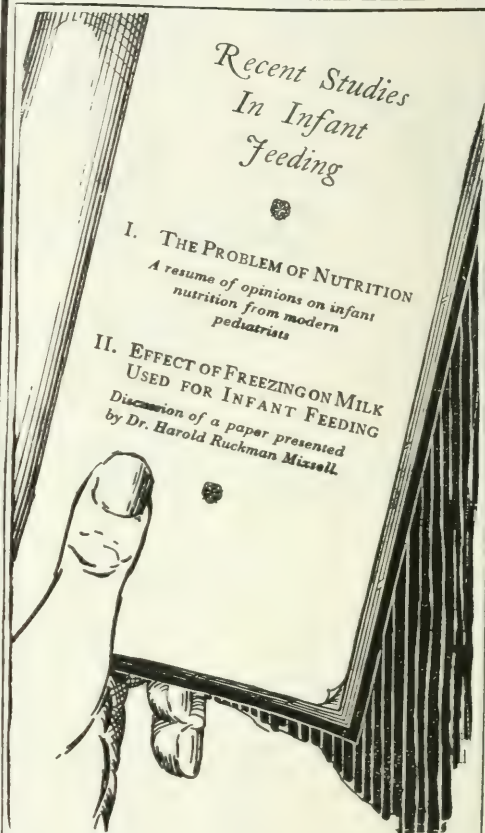 Recent Studies
In Infant
Feeding
I. THE PROBLEM OF NUTRITION
A resume of opinions on infant
nutrition from modern
pediatrists
II. EFFECT OF FREEZING ON MILK
USED FOR INFANT FEEDING
Discussion of a paper presented
by Dr. Harold Ruckman Mixsell.